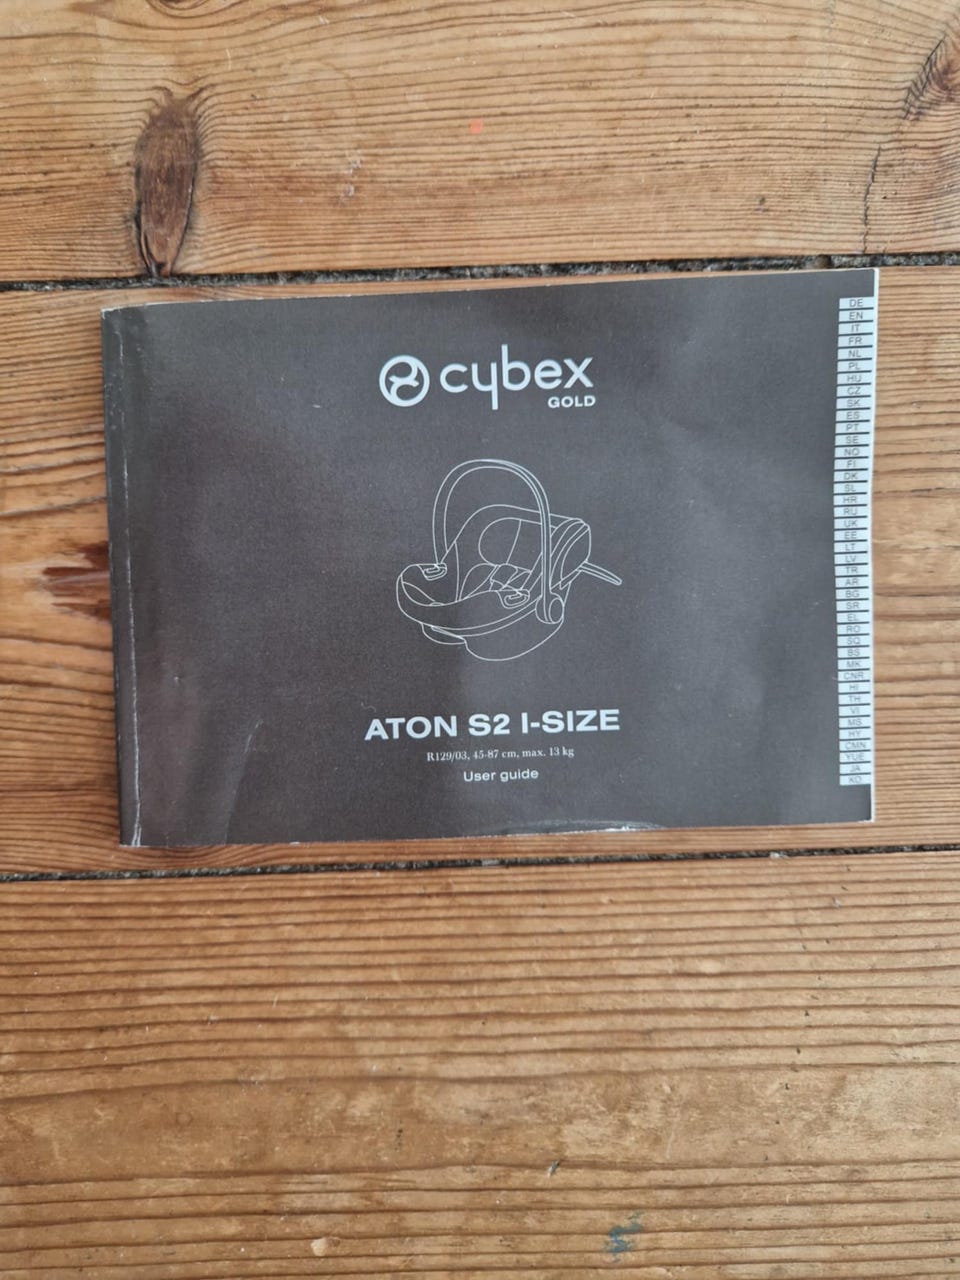 cybex
GOLD
ATON S2 I-SIZE
R129/03, 45-87 cm, max. 13 kg
User guide
DE
EN
IT
FR
NL
PL
HU
CZ
SK
ES
PT
SE
NO
FI
DK
SL
HR
RU
UK
EE
LT
LV
TR
AR
BG
SR
EL
RO
SQ
BS
MK
CNR
HI
TH
VI
MS
HY
CMN
YUE
JA
KO